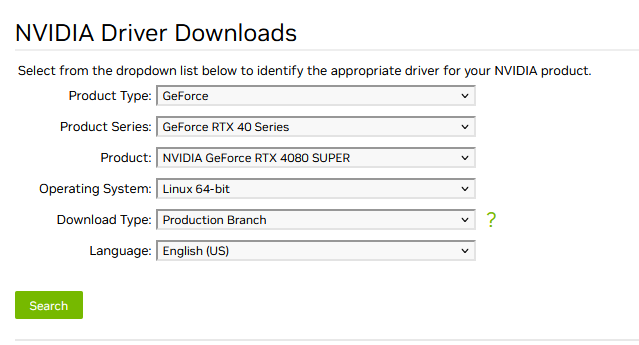 NVIDIA Driver Downloads
Select from the dropdown list below to identify the appropriate driver for your NVIDIA product.
Product Type: GeForce
Product Series: GeForce RTX 40 Series
Product: NVIDIA GeForce RTX 4080 SUPER
Operating System: Linux 64-bit
Download Type: Production Branch ?
Language: English (US)
Search